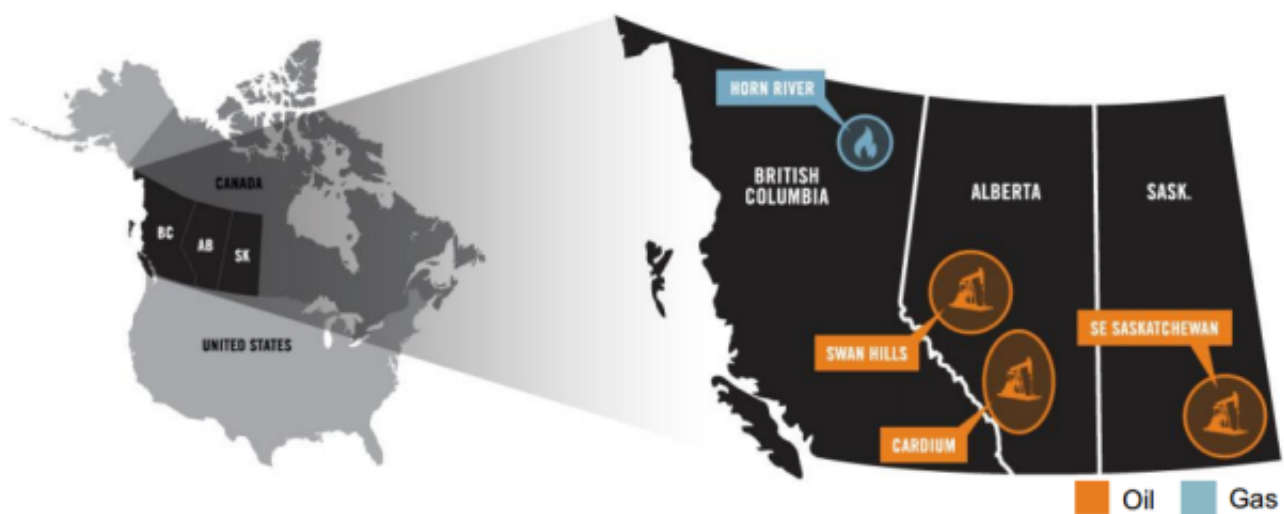 CANADA
BC
AB
SK
UNITED STATES
HORN RIVER
BRITISH
COLUMBIA
ALBERTA
SASK.
SWAN HILLS
SE SASKATCHEWAN
CARDIUM
Oil
Gas